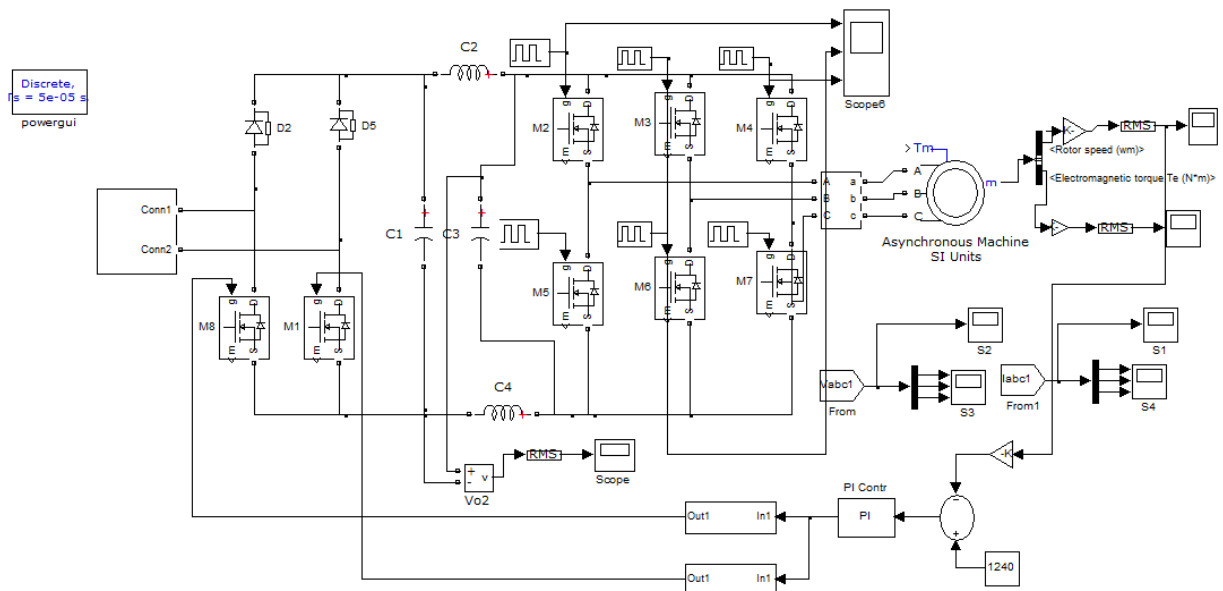 Discrete,
Ts = 5e-05 s.
powergui
C2
D2
D5
M2
g
D
E
S
M3
g
D
E
S
M4
g
D
E
S
Scope6
K-
RMS
<Rotor speed (wm)>
<Electromagnetic torque Te (N*m)>
Tm
m
A
B
C
A
B
C
a
b
c
Asynchronous Machine
SI Units
RMS
Conn1
Conn2
C1
C3
M5
g
D
E
S
M6
g
D
E
S
M7
g
D
E
S
M8
g
D
E
S
M1
g
D
E
S
C4
S2
S1
Vabc1
From
S3
Iabc1
From1
S4
+
-
v
Vo2
RMS
Scope
-K
PI Contr
PI
Out1
In1
Out1
In1
−
+
1240